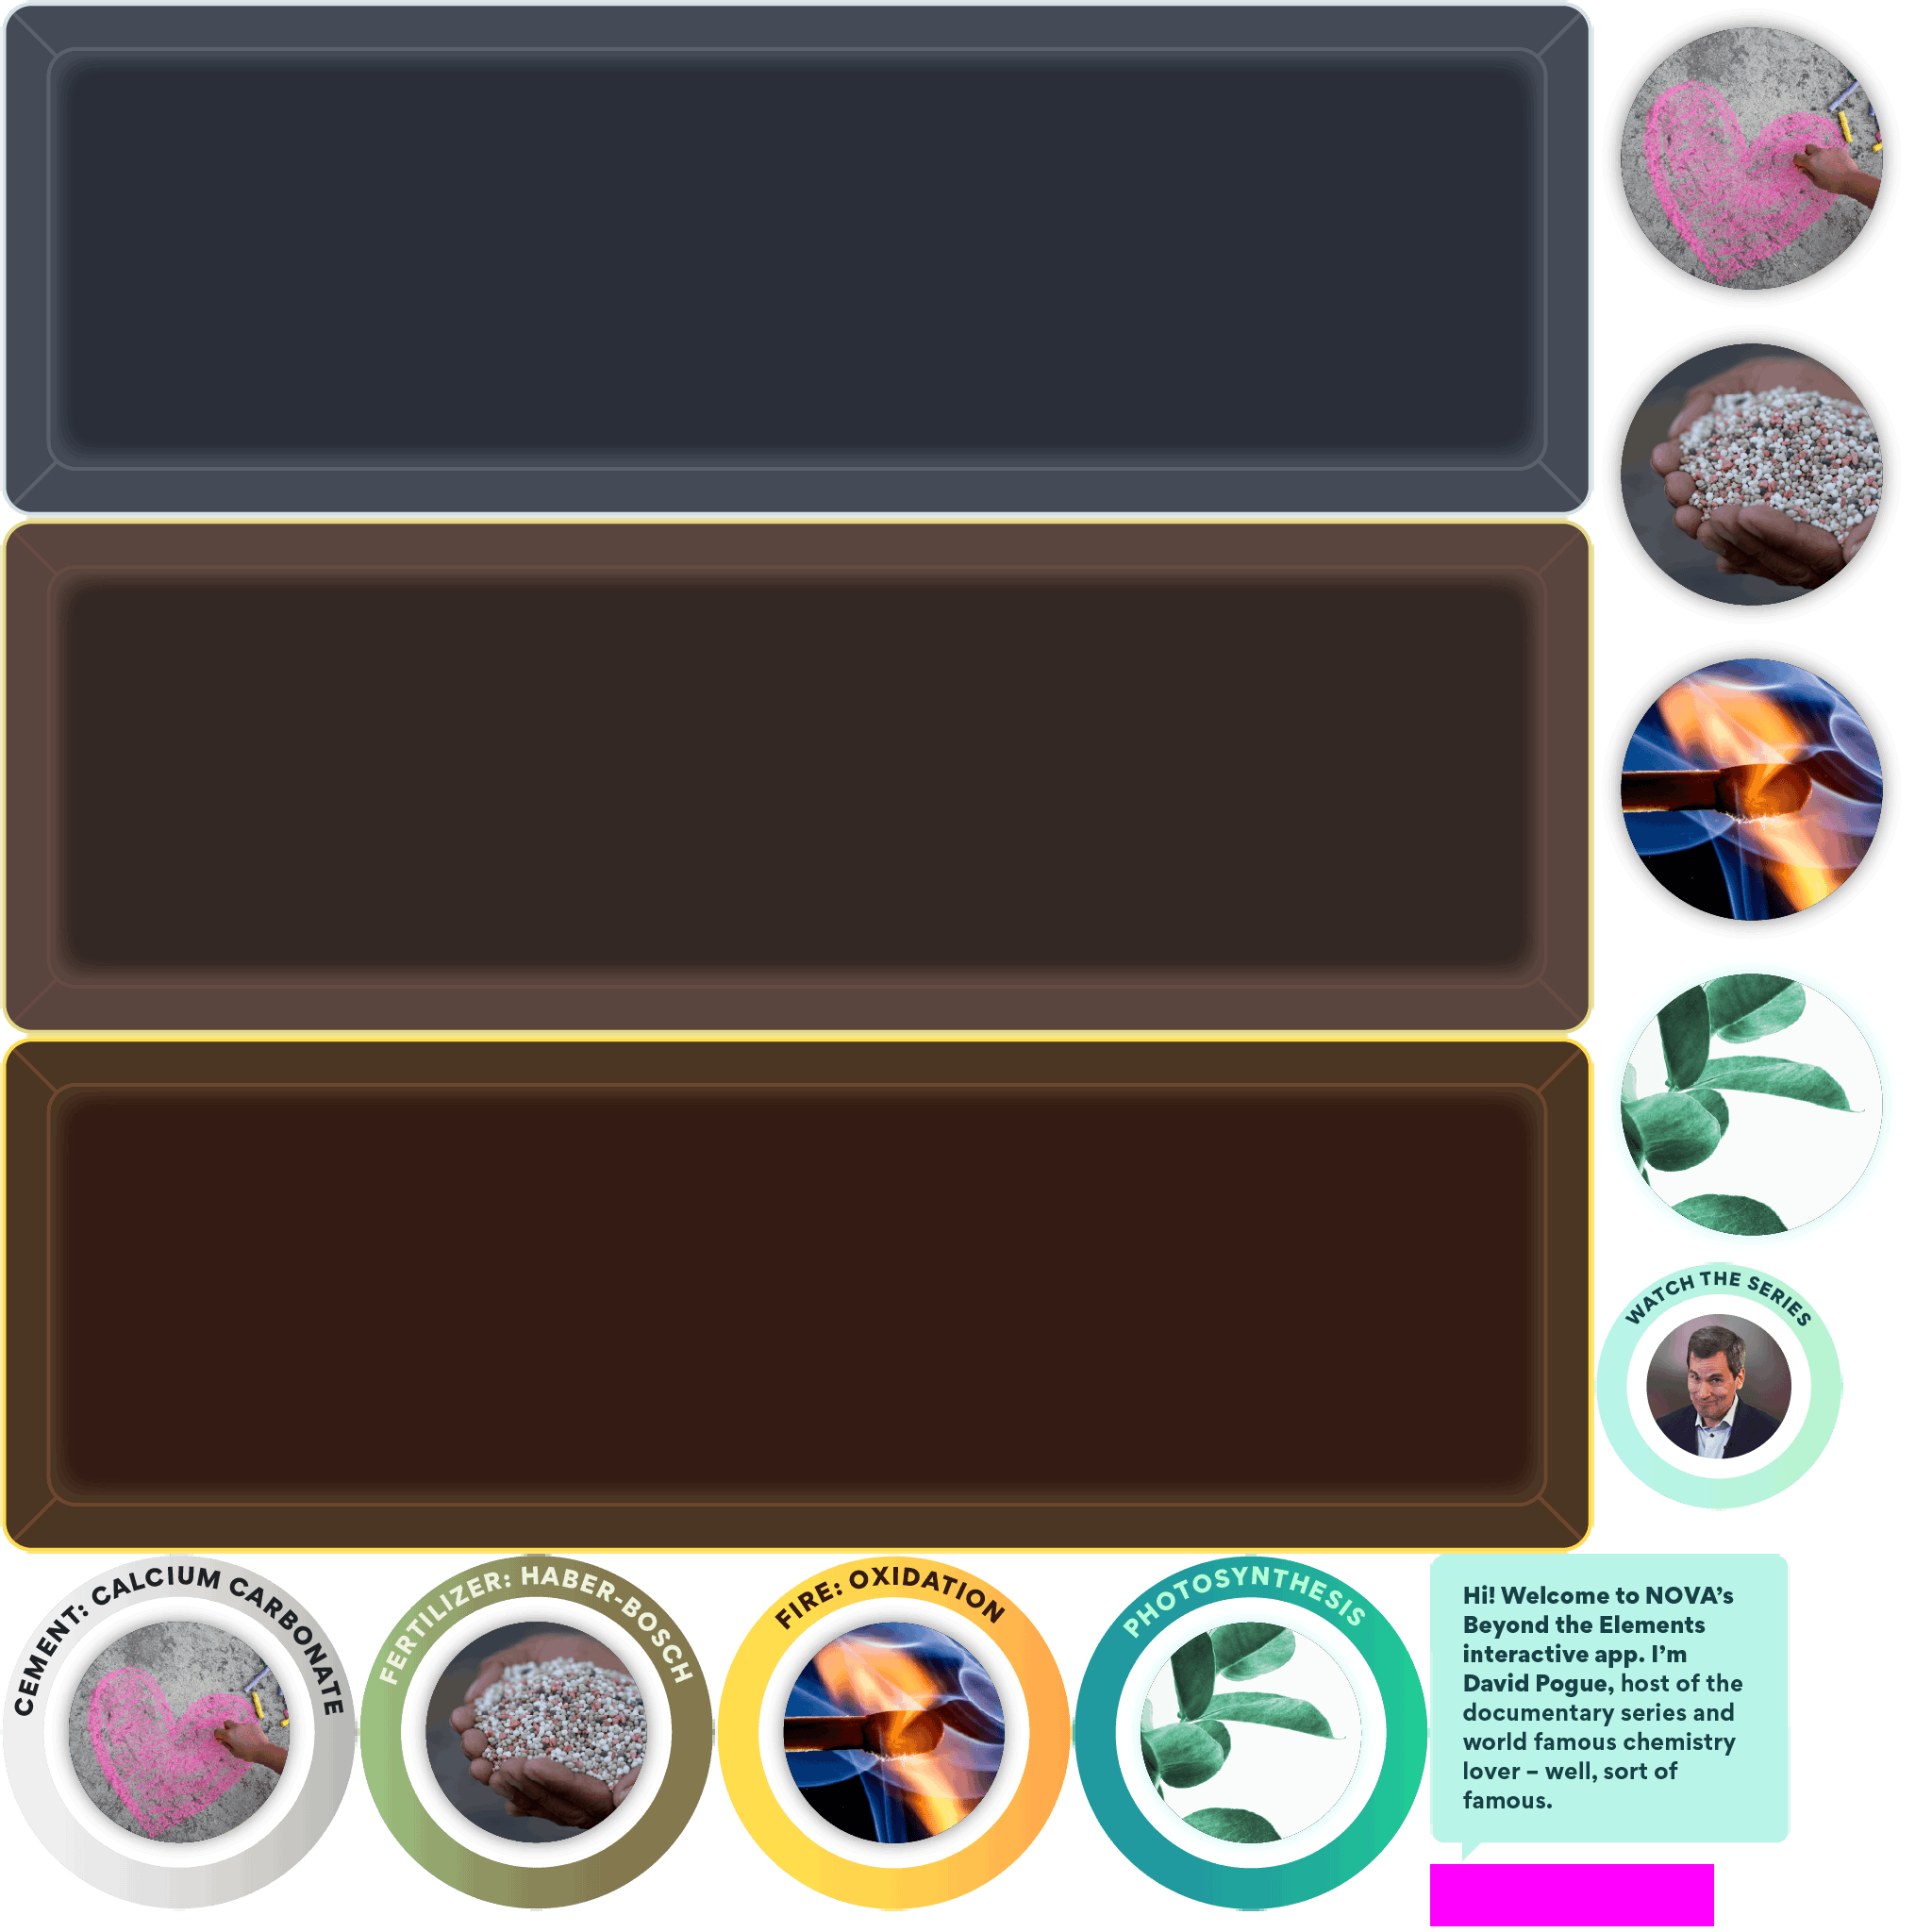 WATCH THE SERIES
CEMENT: CALCIUM CARBONATE
FERTILIZER: HABER-BOSCH
FIRE: OXIDATION
PHOTOSYNTHESIS
Hi! Welcome to NOVA’s
Beyond the Elements
interactive app. I’m
David Pogue, host of the
documentary series and
world famous chemistry
lover – well, sort of
famous.